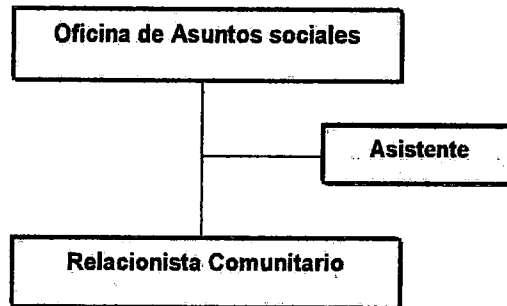 Oficina de Asuntos sociales
Asistente
Relacionista Comunitario